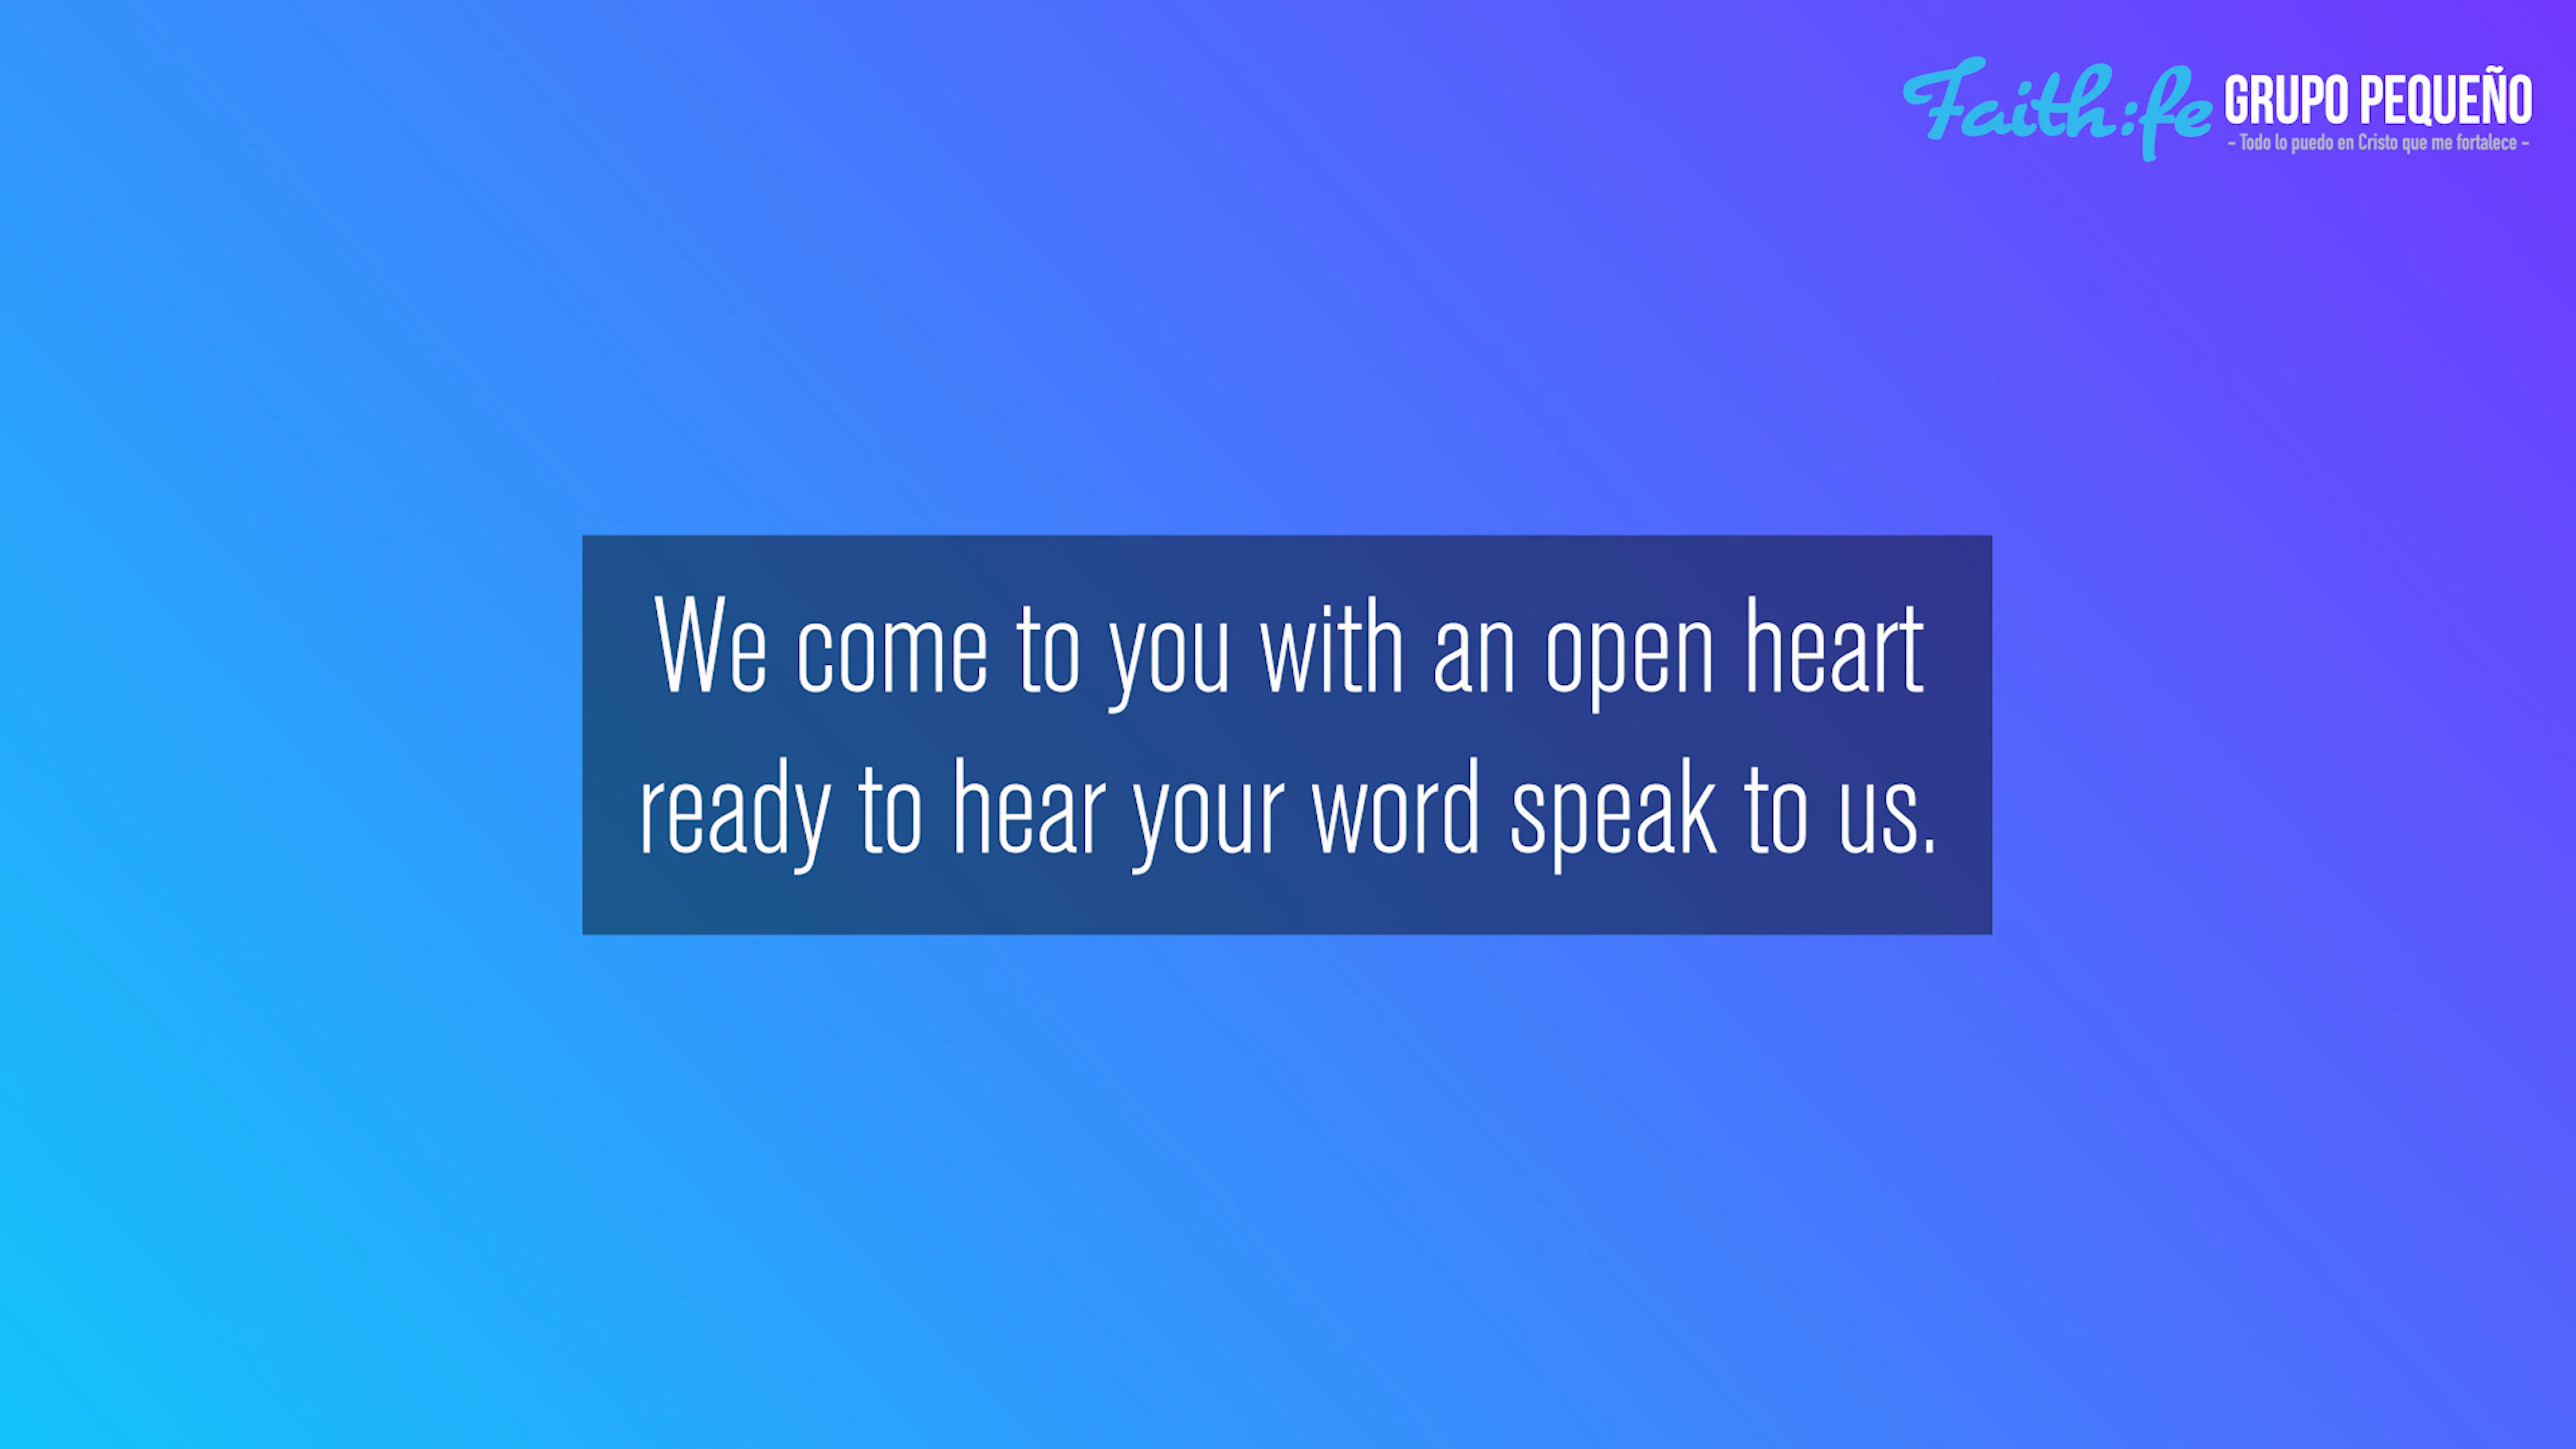 Faith:fe GRUPO PEQUEÑO
- Todo lo puedo en Cristo que me fortalece -
We come to you with an open heart
ready to hear your word speak to us.